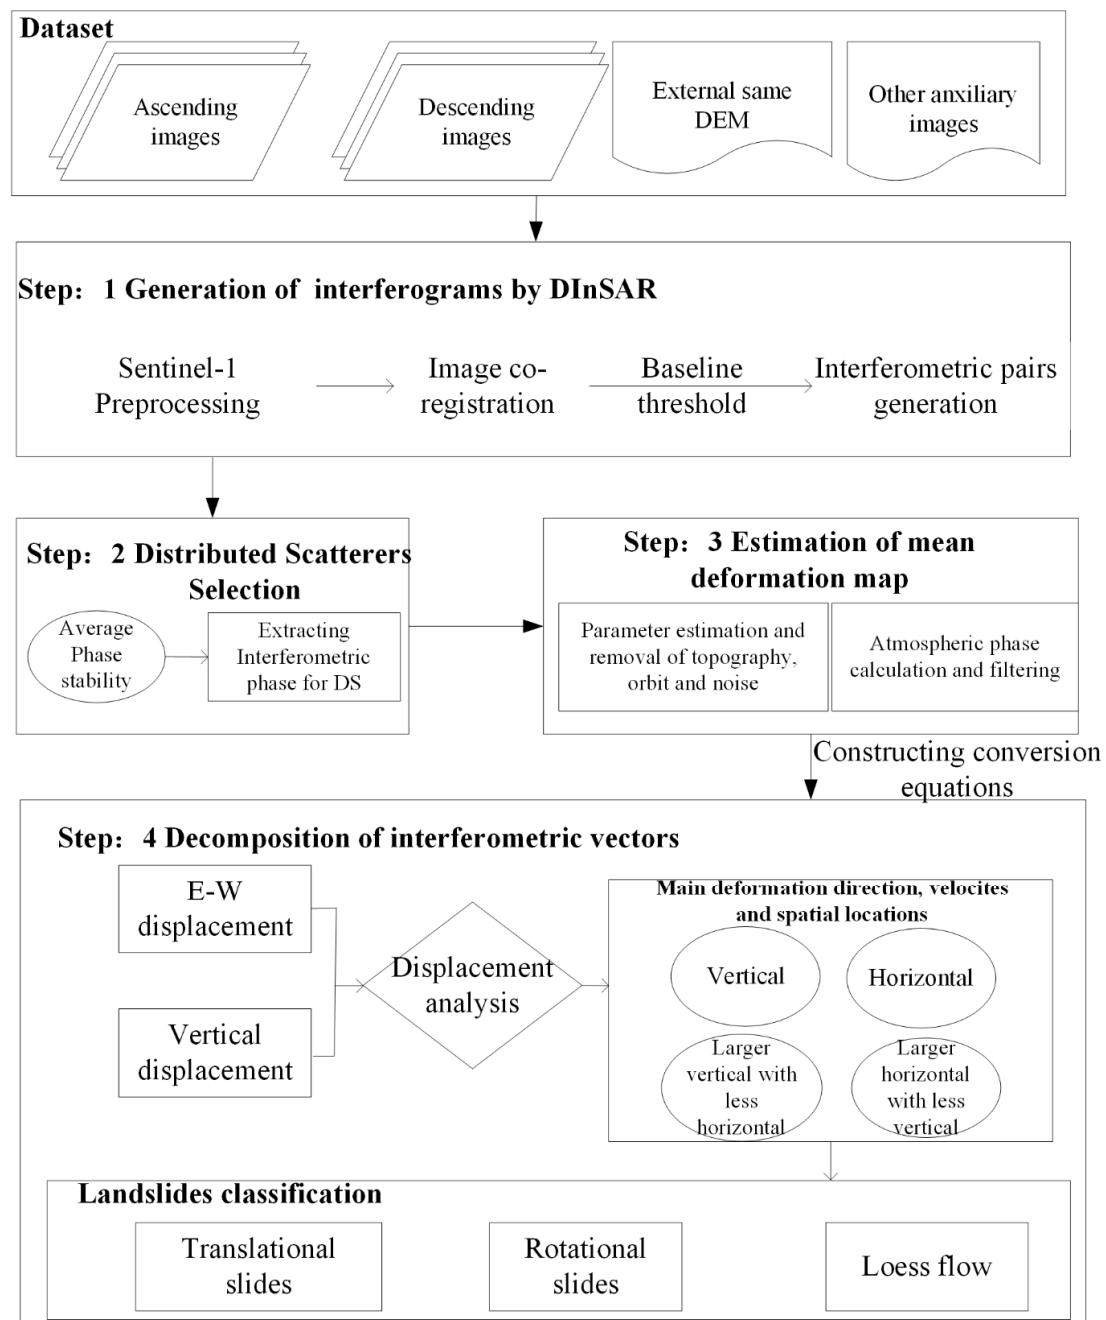 Dataset
Ascending
images
Descending
images
External same
DEM
Other anxiliary
images
Step：1 Generation of interferograms by DInSAR
Sentinel-1
Preprocessing
Image co-
registration
Baseline
threshold
Interferometric pairs
generation
Step：2 Distributed Scatterers
Selection
Average
Phase
stability
Extracting
Interferometric
phase for DS
Step：3 Estimation of mean
deformation map
Parameter estimation and
removal of topography,
orbit and noise
Atmospheric phase
calculation and filtering
Constructing conversion
equations
Step：4 Decomposition of interferometric vectors
E-W
displacement
Vertical
displacement
Displacement
analysis
Main deformation direction, velocites
and spatial locations
Vertical
Horizontal
Larger
vertical with
less
horizontal
Larger
horizontal
with less
vertical
Landslides classification
Translational
slides
Rotational
slides
Loess flow